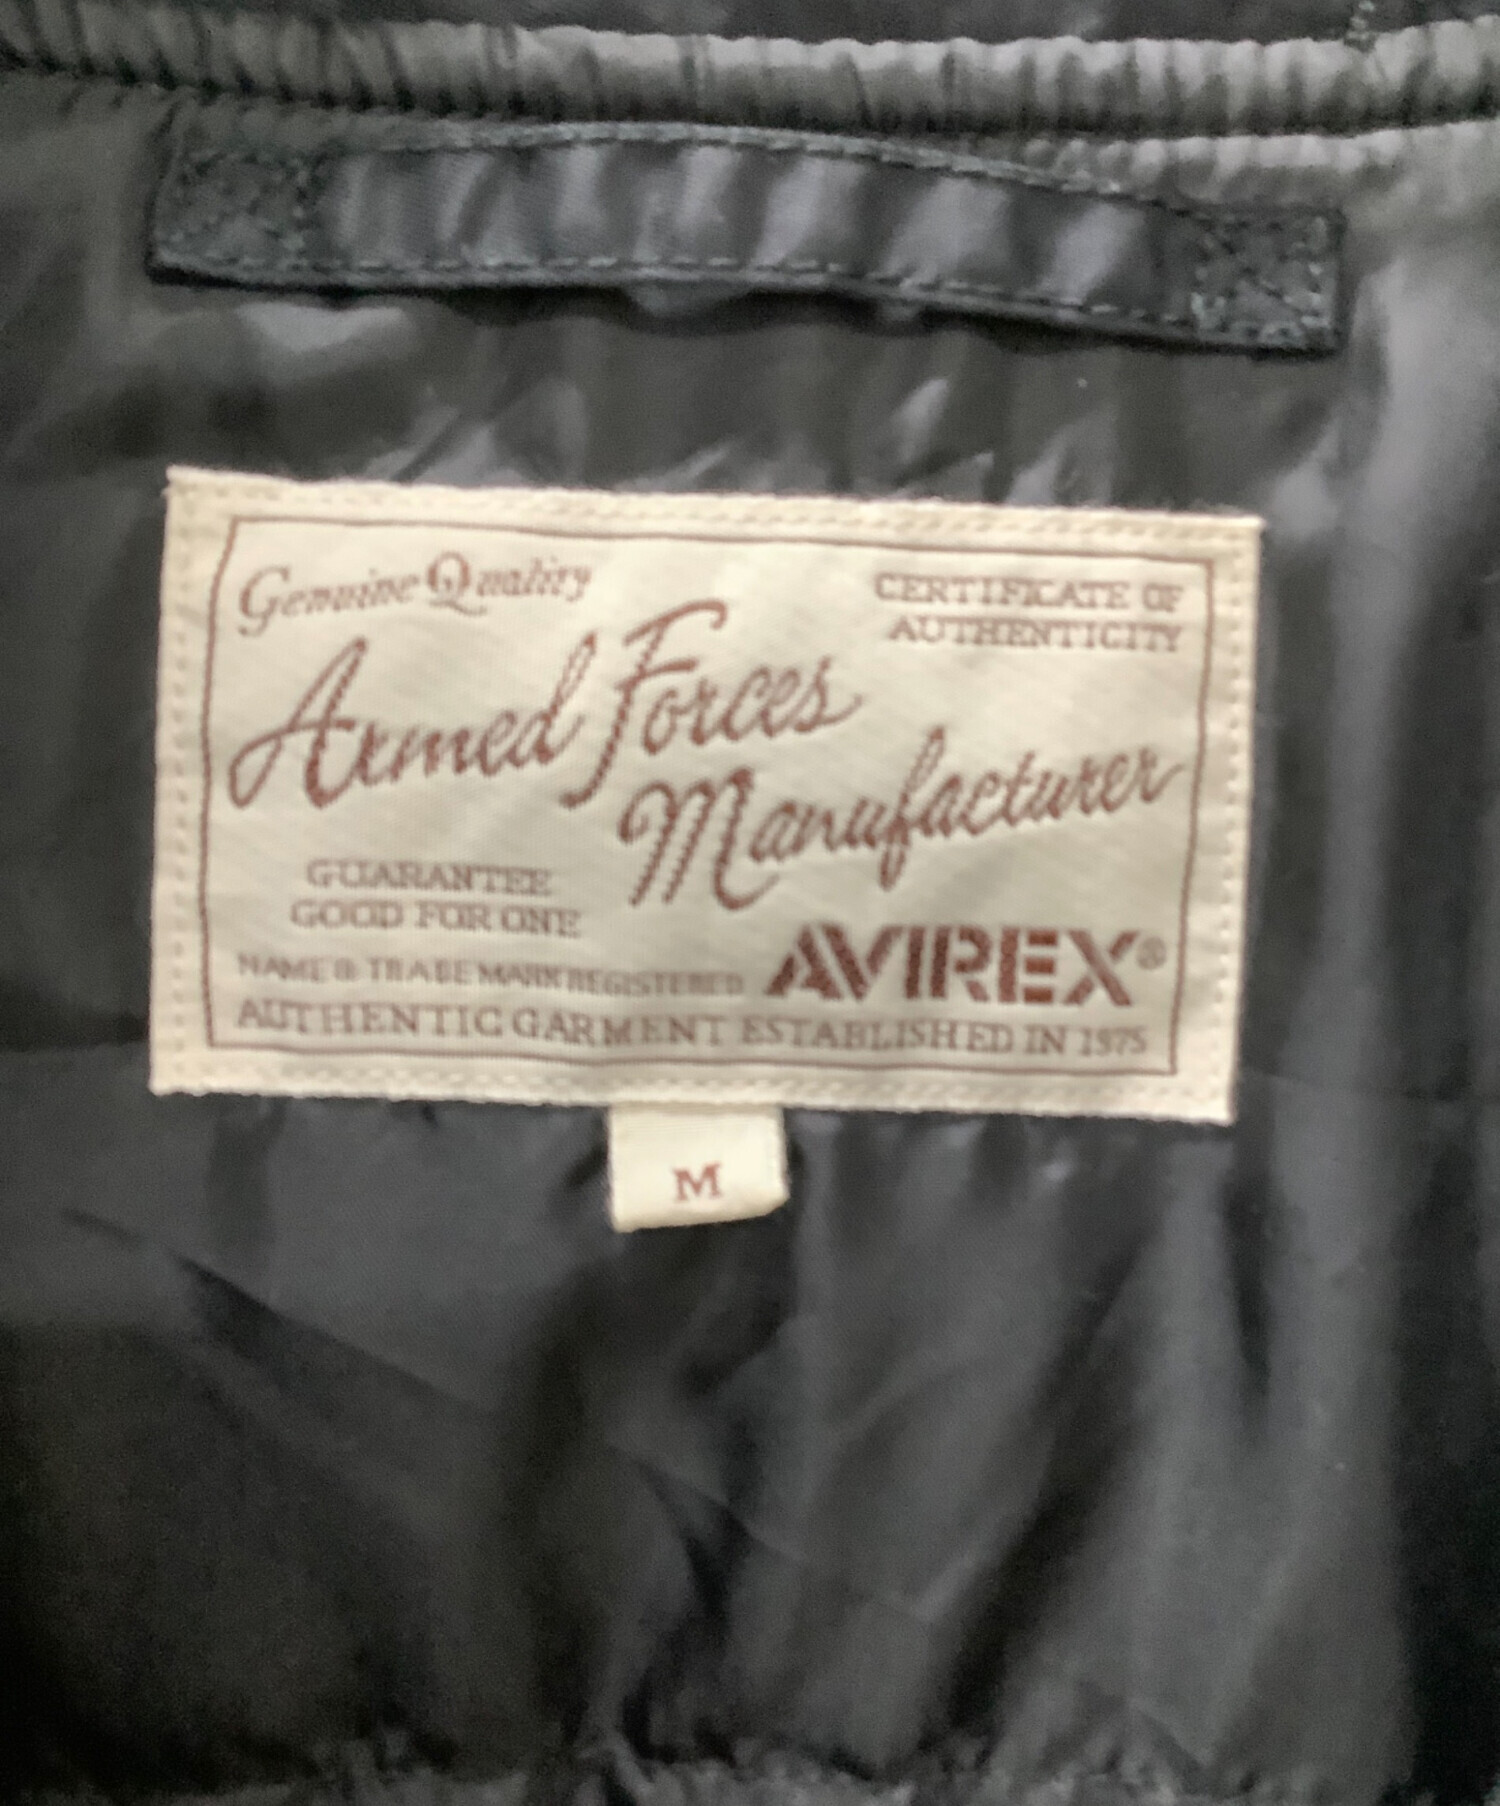 Genuine Quality
CERTIFICATE OF
AUTHENTICITY
Armed Forces
Manufacturer
GUARANTEE
GOOD FOR ONE
NAME & TRADE MARK REGISTERED
AVIREX®
AUTHENTIC GARMENT ESTABLISHED IN 1975
M